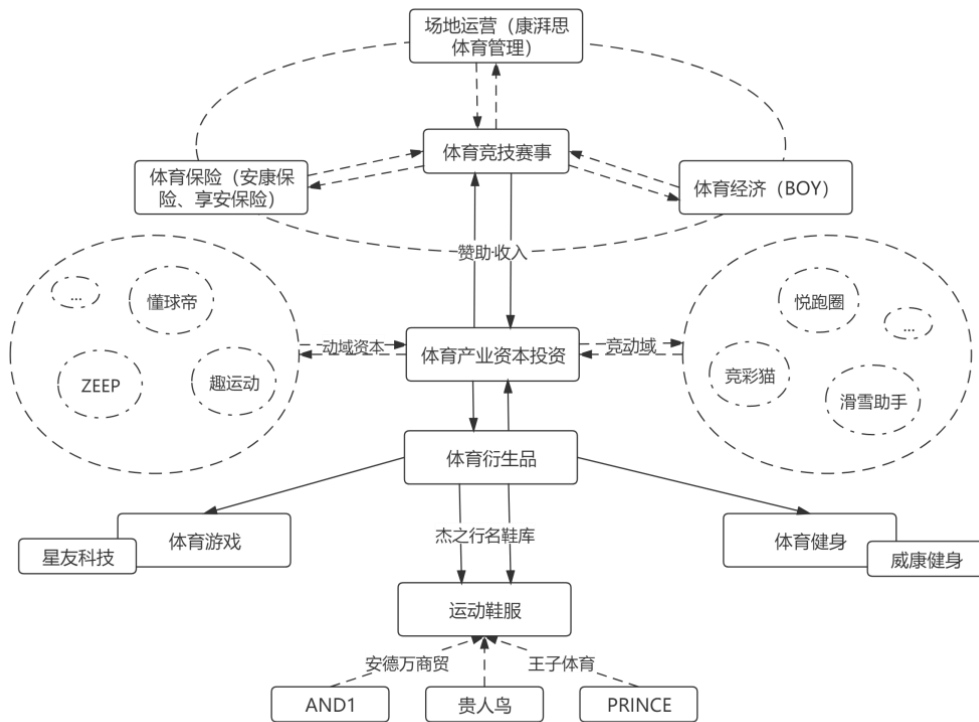 场地运营（康湃思
体育管理）
体育竞技赛事
体育保险（安康保
险、享安保险）
体育经济（BOY）
赞助·收入
...
懂球帝
ZEEP
趣运动
动域资本
体育产业资本投资
竞动域
悦跑圈
...
竞彩猫
滑雪助手
体育衍生品
体育游戏
星友科技
杰之行名鞋库
体育健身
威康健身
运动鞋服
安德万商贸
王子体育
AND1
贵人鸟
PRINCE